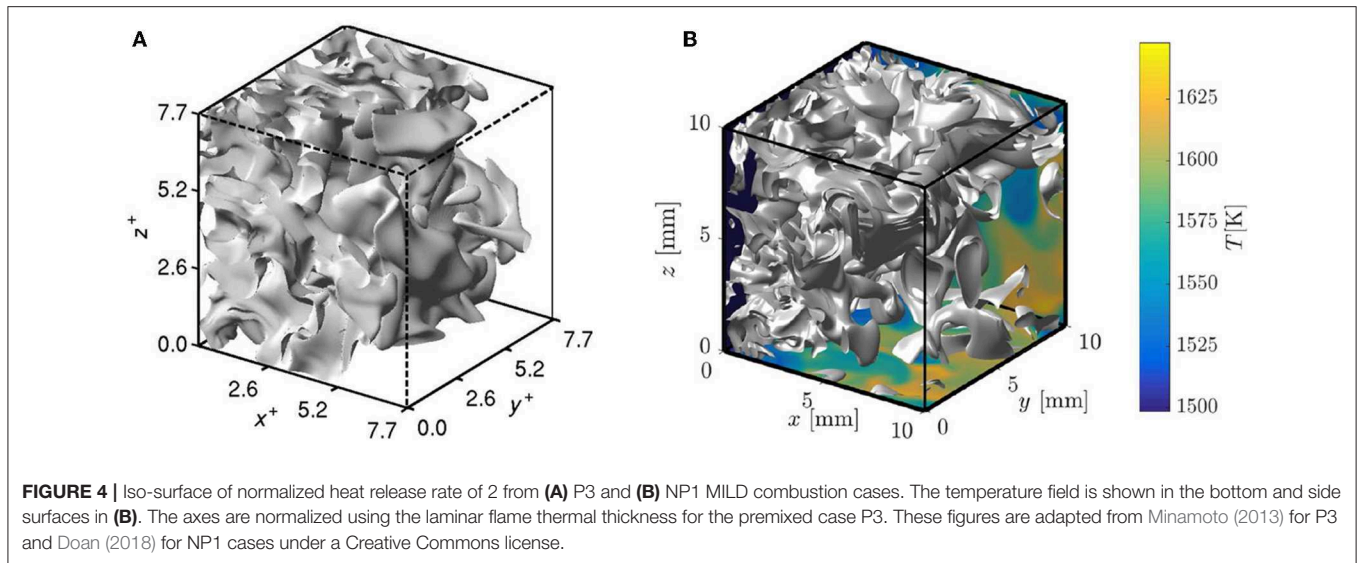 A
7.7
5.2
2.6
0.0
z+
2.6
5.2
7.7
x+
0.0
2.6
5.2
7.7
y+
B
10
5
0
z [mm]
0
5
10
x [mm]
0
5
10
y [mm]
1625
1600
1575
1550
1525
1500
T [K]
FIGURE 4 | Iso-surface of normalized heat release rate of 2 from (A) P3 and (B) NP1 MILD combustion cases. The temperature field is shown in the bottom and side
surfaces in (B). The axes are normalized using the laminar flame thermal thickness for the premixed case P3. These figures are adapted from Minamoto (2013) for P3
and Doan (2018) for NP1 cases under a Creative Commons license.